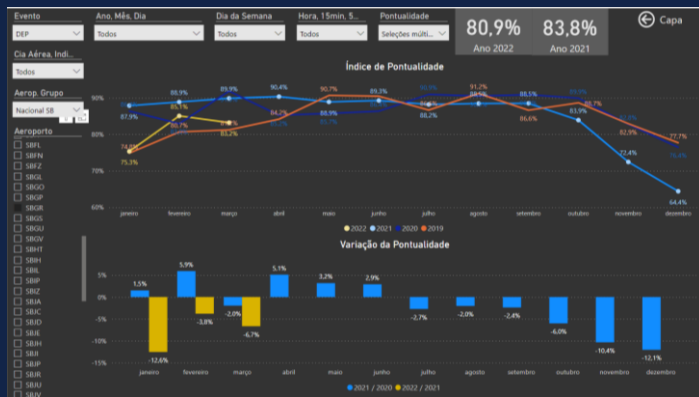 Evento
Ano, Mês, Dia
Dia da Semana
Hora, 15min, 5...
Pontualidade
DEP
Todos
Todos
Todos
Seleções múlti...
80,9%
Ano 2022
83,8%
Ano 2021
Capa
Cia Aérea, Indi...
Todos
Aerop. Grupo
Nacional SB
Aeroporto
SBFL
SBFN
SBFZ
SBGL
SBGO
SBGP
SBGR
SBGS
SBGU
SBGV
SBHT
SBIH
SBIL
SBIP
SBIZ
SBJA
SBJC
SBJD
SBJE
SBJH
SBJI
SBJP
SBJR
SBJU
SBJV
Índice de Pontualidade
90%
80%
70%
60%
87,9%
75,3%
88,9%
85,1%
80,7%
89,9%
83,2%
90,4%
84,2%
90,7%
88,9%
89,3%
88,2%
91,2%
88,5%
88,5%
86,6%
88,7%
83,9%
82,9%
72,4%
77,7%
64,4%
janeiro fevereiro março abril maio junho julho agosto setembro outubro novembro dezembro
2022 2021 2020 2019
Variação da Pontualidade
5%
0%
-5%
-10%
-15%
1,5%
-12,6%
5,9%
-3,8%
-2,0%
-6,7%
5,1%
3,2%
2,9%
-2,7%
-2,0%
-2,4%
-6,0%
-10,4%
-12,1%
janeiro fevereiro março abril maio junho julho agosto setembro outubro novembro dezembro
2021 / 2020 2022 / 2021